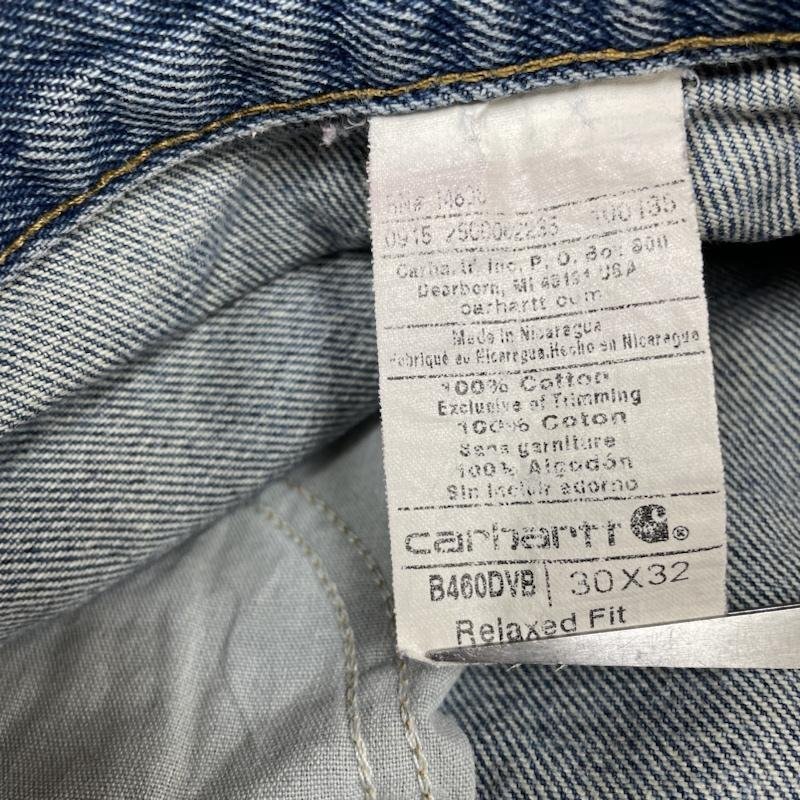 RN# 14806
0915 100135
Carhartt, Inc. P. O. Box 600
Dearborn, MI 48121 USA
carhartt.com
Made in Nicaragua
Fabriqué au Nicaragua.Hecho en Nicaragua
100% Cotton
Exclusive of Trimming
100% Coton
Sans garniture
100% Algodón
Sin incluir adorno
carhartt ®
B460DVB 30X32
Relaxed Fit